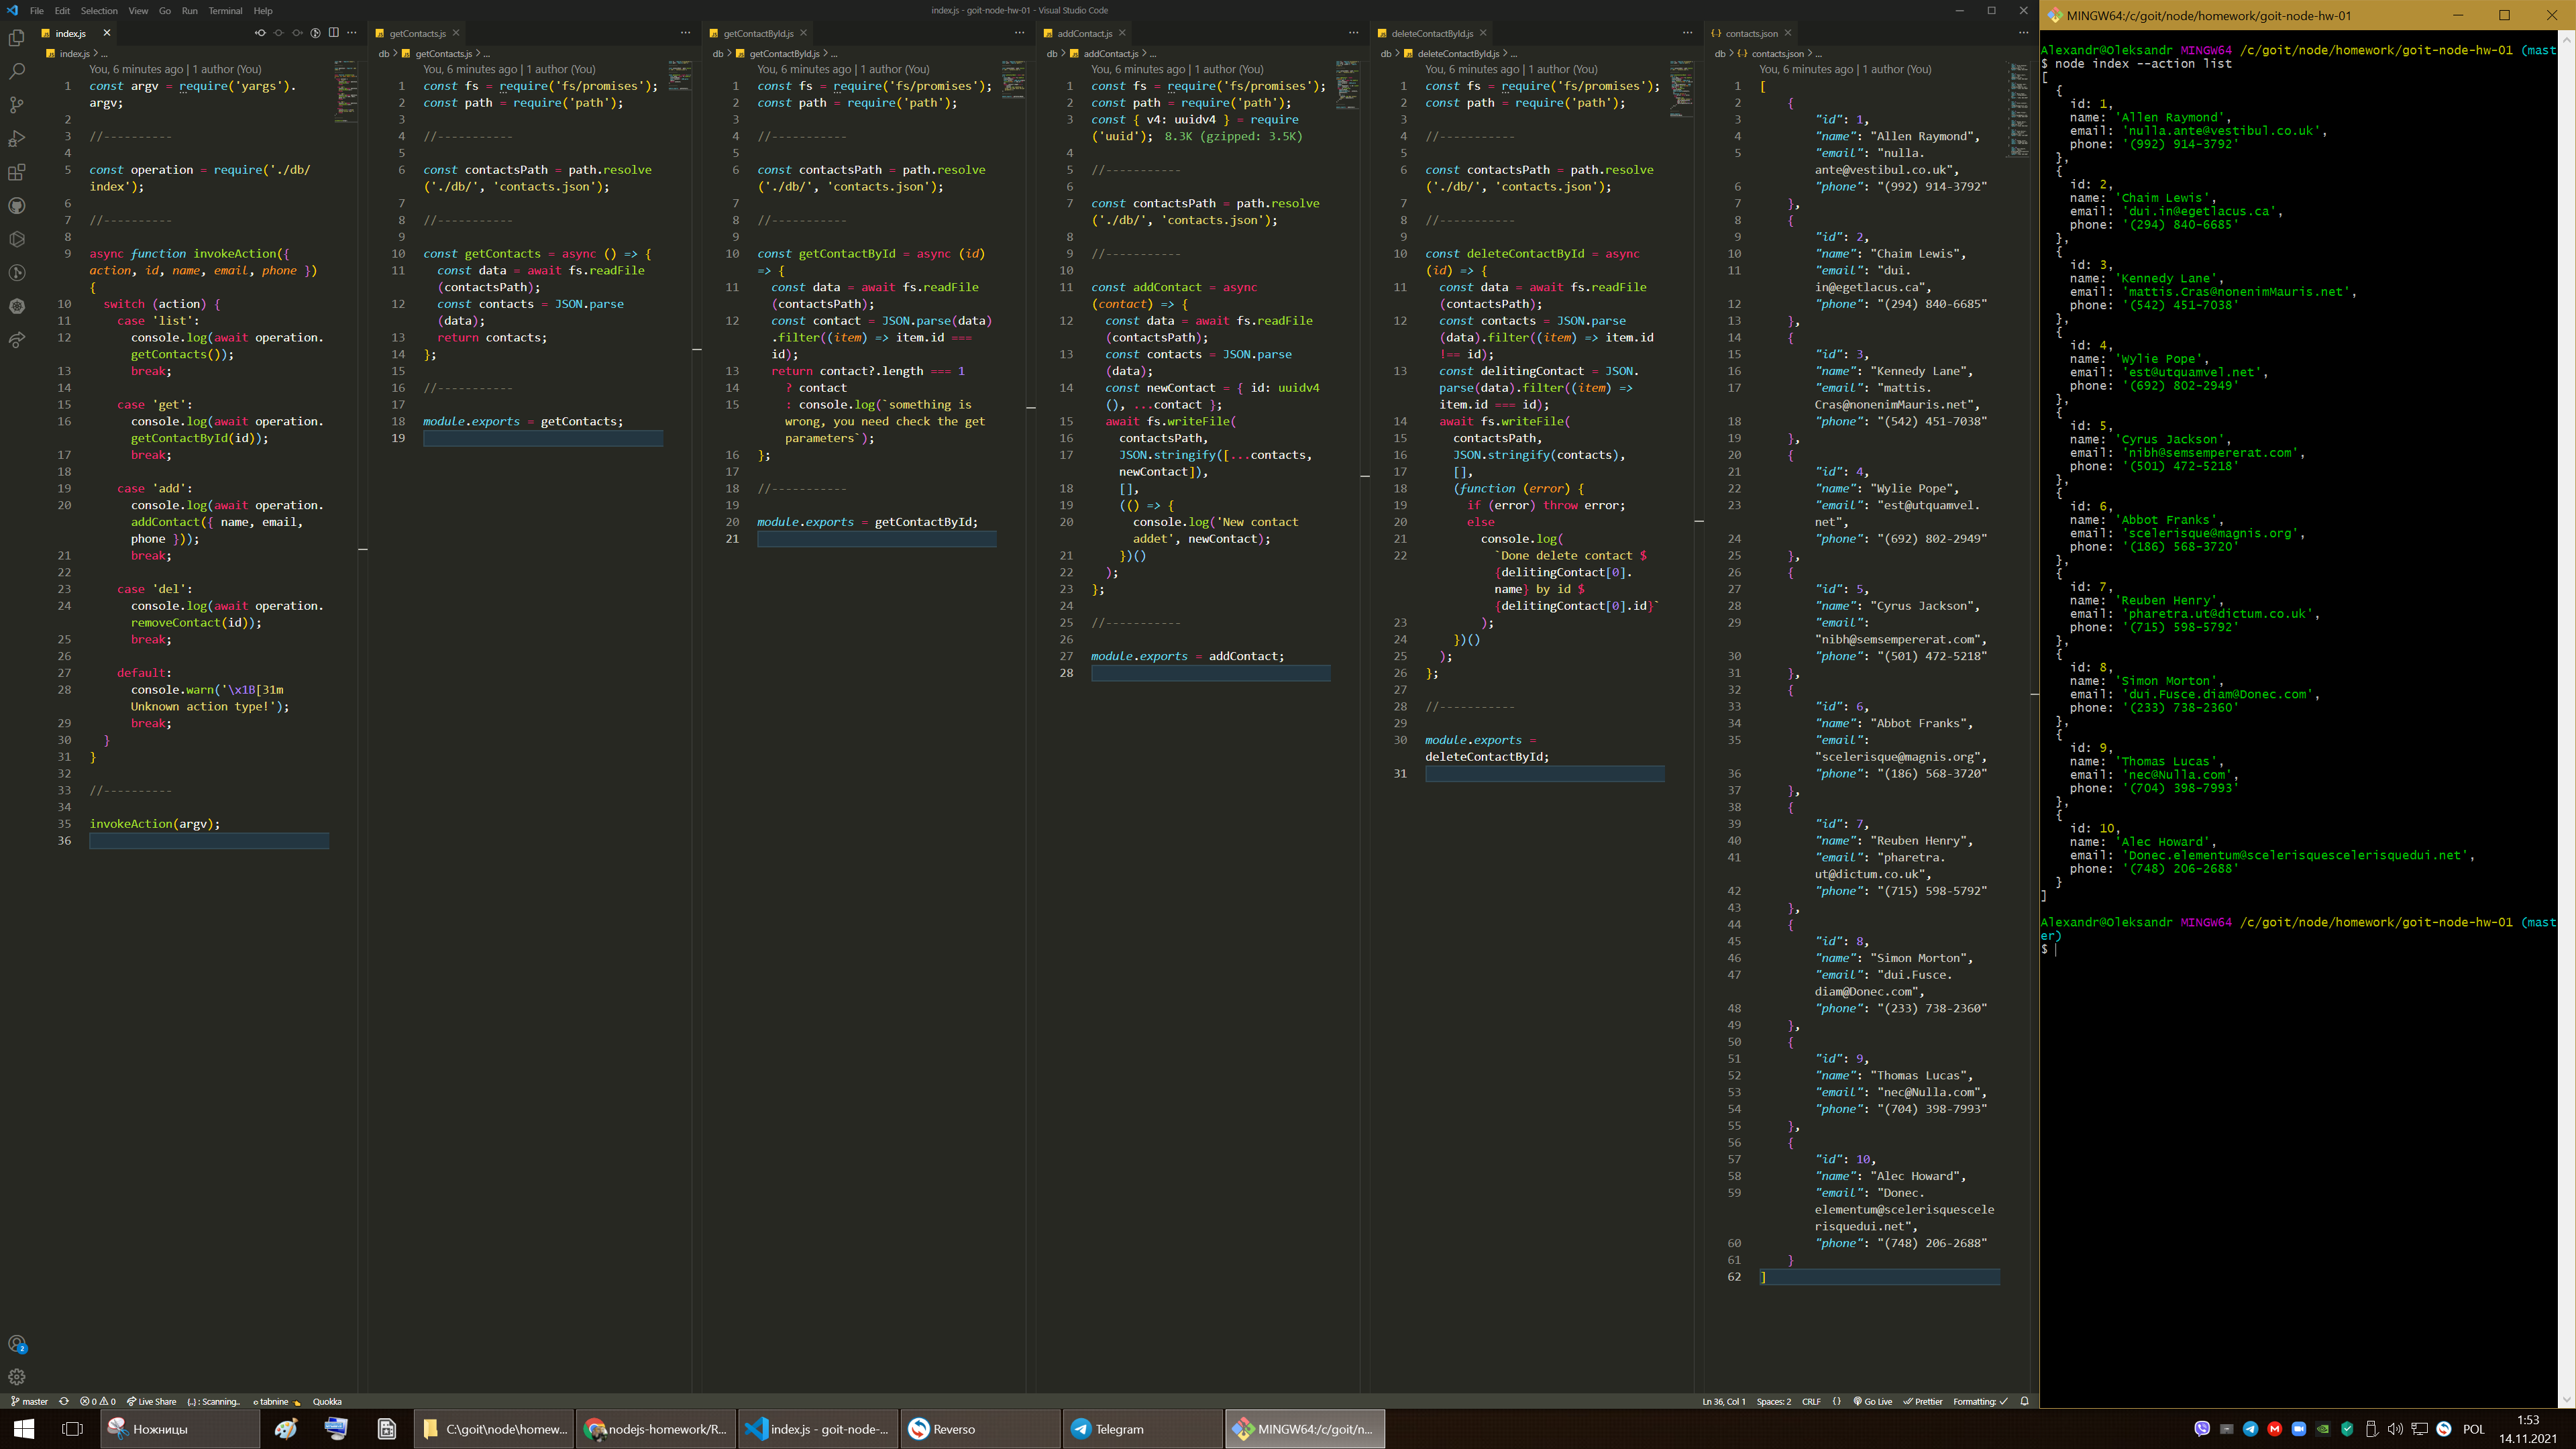 File Edit Selection View Go Run Terminal Help
index.js - goit-node-hw-01 - Visual Studio Code
index.js
index.js > ...
You, 6 minutes ago | 1 author (You)
1 const argv = require('yargs').
argv;
2
3 //----------
4
5 const operation = require('./db/
index');
6
7 //----------
8
9 async function invokeAction({
action, id, name, email, phone })
{
10 switch (action) {
11 case 'list':
12 console.log(await operation.
getContacts());
13 break;
14
15 case 'get':
16 console.log(await operation.
getContactById(id));
17 break;
18
19 case 'add':
20 console.log(await operation.
addContact({ name, email,
phone }));
21 break;
22
23 case 'del':
24 console.log(await operation.
removeContact(id));
25 break;
26
27 default:
28 console.warn('\x1B[31m
Unknown action type!');
29 break;
30 }
31 }
32
33 //----------
34
35 invokeAction(argv);
36
getContacts.js
db > getContacts.js > ...
You, 6 minutes ago | 1 author (You)
1 const fs = require('fs/promises');
2 const path = require('path');
3
4 //-----------
5
6 const contactsPath = path.resolve
('./db/', 'contacts.json');
7
8 //-----------
9
10 const getContacts = async () => {
11 const data = await fs.readFile
(contactsPath);
12 const contacts = JSON.parse
(data);
13 return contacts;
14 };
15
16 //-----------
17
18 module.exports = getContacts;
19
getContactById.js
db > getContactById.js > ...
You, 6 minutes ago | 1 author (You)
1 const fs = require('fs/promises');
2 const path = require('path');
3
4 //-----------
5
6 const contactsPath = path.resolve
('./db/', 'contacts.json');
7
8 //-----------
9
10 const getContactById = async (id)
=> {
11 const data = await fs.readFile
(contactsPath);
12 const contact = JSON.parse(data)
.filter((item) => item.id ===
id);
13 return contact?.length === 1
14 ? contact
15 : console.log(`something is
wrong, you need check the get
parameters`);
16 };
17
18 //-----------
19
20 module.exports = getContactById;
21
addContact.js
db > addContact.js > ...
You, 6 minutes ago | 1 author (You)
1 const fs = require('fs/promises');
2 const path = require('path');
3 const { v4: uuidv4 } = require
('uuid'); 8.3K (gzipped: 3.5K)
4
5 //-----------
6
7 const contactsPath = path.resolve
('./db/', 'contacts.json');
8
9 //-----------
10
11 const addContact = async
(contact) => {
12 const data = await fs.readFile
(contactsPath);
13 const contacts = JSON.parse
(data);
14 const newContact = { id: uuidv4
(), ...contact };
15 await fs.writeFile(
16 contactsPath,
17 JSON.stringify([...contacts,
newContact]),
18 [],
19 (() => {
20 console.log('New contact
addet', newContact);
21 })()
22 );
23 };
24
25 //-----------
26
27 module.exports = addContact;
28
deleteContactById.js
db > deleteContactById.js > ...
You, 6 minutes ago | 1 author (You)
1 const fs = require('fs/promises');
2 const path = require('path');
3
4 //-----------
5
6 const contactsPath = path.resolve
('./db/', 'contacts.json');
7
8 //-----------
9
10 const deleteContactById = async
(id) => {
11 const data = await fs.readFile
(contactsPath);
12 const contacts = JSON.parse
(data).filter((item) => item.id
!== id);
13 const delitingContact = JSON.
parse(data).filter((item) =>
item.id === id);
14 await fs.writeFile(
15 contactsPath,
16 JSON.stringify(contacts),
17 [],
18 (function (error) {
19 if (error) throw error;
20 else
21 console.log(
22 `Done delete contact $
{delitingContact[0].
name} by id $
{delitingContact[0].id}`
23 );
24 })()
25 );
26 };
27
28 //-----------
29
30 module.exports =
deleteContactById;
31
contacts.json
db > {.} contacts.json > ...
You, 6 minutes ago | 1 author (You)
1 [
2 {
3 "id": 1,
4 "name": "Allen Raymond",
5 "email": "nulla.
ante@vestibul.co.uk",
6 "phone": "(992) 914-3792"
7 },
8 {
9 "id": 2,
10 "name": "Chaim Lewis",
11 "email": "dui.
in@egetlacus.ca",
12 "phone": "(294) 840-6685"
13 },
14 {
15 "id": 3,
16 "name": "Kennedy Lane",
17 "email": "mattis.
Cras@nonenimMauris.net",
18 "phone": "(542) 451-7038"
19 },
20 {
21 "id": 4,
22 "name": "Wylie Pope",
23 "email": "est@utquamvel.
net",
24 "phone": "(692) 802-2949"
25 },
26 {
27 "id": 5,
28 "name": "Cyrus Jackson",
29 "email":
"nibh@semsempererat.com",
30 "phone": "(501) 472-5218"
31 },
32 {
33 "id": 6,
34 "name": "Abbot Franks",
35 "email":
"scelerisque@magnis.org",
36 "phone": "(186) 568-3720"
37 },
38 {
39 "id": 7,
40 "name": "Reuben Henry",
41 "email": "pharetra.
ut@dictum.co.uk",
42 "phone": "(715) 598-5792"
43 },
44 {
45 "id": 8,
46 "name": "Simon Morton",
47 "email": "dui.Fusce.
diam@Donec.com",
48 "phone": "(233) 738-2360"
49 },
50 {
51 "id": 9,
52 "name": "Thomas Lucas",
53 "email": "nec@Nulla.com",
54 "phone": "(704) 398-7993"
55 },
56 {
57 "id": 10,
58 "name": "Alec Howard",
59 "email": "Donec.
elementum@scelerisquescele
risquedui.net",
60 "phone": "(748) 206-2688"
61 }
62 ]
MINGW64:/c/goit/node/homework/goit-node-hw-01
Alexandr@Oleksandr MINGW64 /c/goit/node/homework/goit-node-hw-01 (mast
$ node index --action list
[
{
id: 1,
name: 'Allen Raymond',
email: 'nulla.ante@vestibul.co.uk',
phone: '(992) 914-3792'
},
{
id: 2,
name: 'Chaim Lewis',
email: 'dui.in@egetlacus.ca',
phone: '(294) 840-6685'
},
{
id: 3,
name: 'Kennedy Lane',
email: 'mattis.Cras@nonenimMauris.net',
phone: '(542) 451-7038'
},
{
id: 4,
name: 'Wylie Pope',
email: 'est@utquamvel.net',
phone: '(692) 802-2949'
},
{
id: 5,
name: 'Cyrus Jackson',
email: 'nibh@semsempererat.com',
phone: '(501) 472-5218'
},
{
id: 6,
name: 'Abbot Franks',
email: 'scelerisque@magnis.org',
phone: '(186) 568-3720'
},
{
id: 7,
name: 'Reuben Henry',
email: 'pharetra.ut@dictum.co.uk',
phone: '(715) 598-5792'
},
{
id: 8,
name: 'Simon Morton',
email: 'dui.Fusce.diam@Donec.com',
phone: '(233) 738-2360'
},
{
id: 9,
name: 'Thomas Lucas',
email: 'nec@Nulla.com',
phone: '(704) 398-7993'
},
{
id: 10,
name: 'Alec Howard',
email: 'Donec.elementum@scelerisquescelerisquedui.net',
phone: '(748) 206-2688'
}
]
Alexandr@Oleksandr MINGW64 /c/goit/node/homework/goit-node-hw-01 (mast
er)
$
2
master 0 0 Live Share {..} : Scanning.. tabnine Quokka
Ln 36, Col 1 Spaces: 2 CRLF {} Go Live Prettier Formatting: ✓
Ножницы
C:\goit\node\homew...
nodejs-homework/R...
index.js - goit-node-...
Reverso
Telegram
MINGW64:/c/goit/n...
POL
1:53
14.11.2021